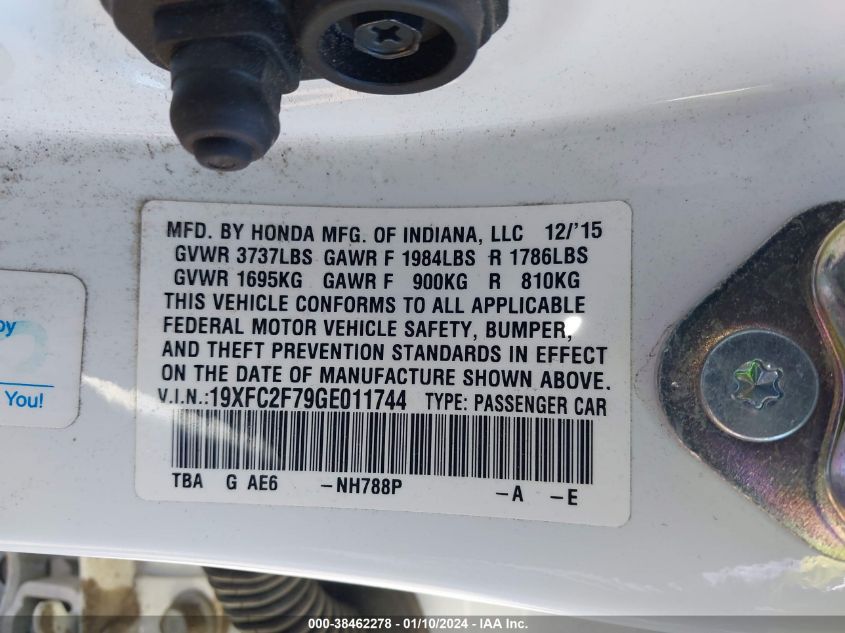 MFD. BY HONDA MFG. OF INDIANA, LLC 12/'15
GVWR 3737LBS GAWR F 1984LBS R 1786LBS
GVWR 1695KG GAWR F 900KG R 810KG
THIS VEHICLE CONFORMS TO ALL APPLICABLE
FEDERAL MOTOR VEHICLE SAFETY, BUMPER,
AND THEFT PREVENTION STANDARDS IN EFFECT
ON THE DATE OF MANUFACTURE SHOWN ABOVE.
V.I.N.:19XFC2F79GE011744 TYPE: PASSENGER CAR
TBA G AE6 -NH788P -A -E
by
You!
000-38462278 - 01/10/2024 - IAA Inc.